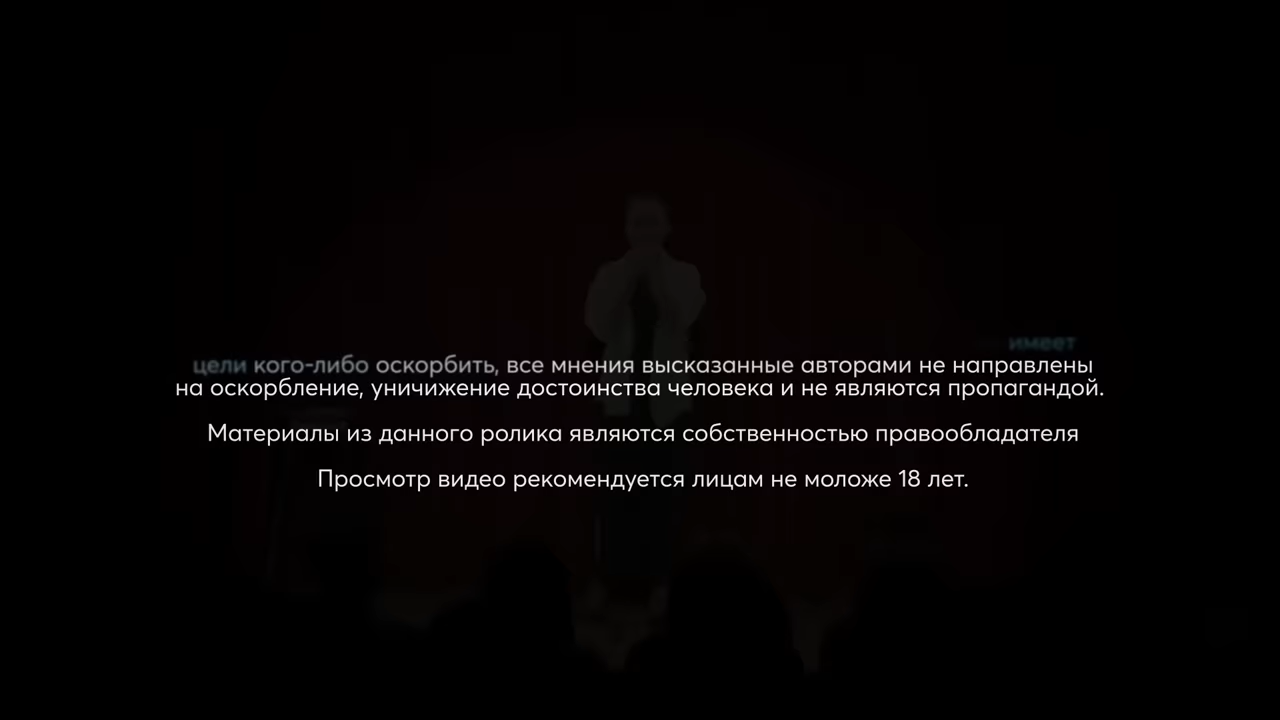 имеет
цели кого-либо оскорбить, все мнения высказанные авторами не направлены
на оскорбление, уничижение достоинства человека и не являются пропагандой.
Материалы из данного ролика являются собственностью правообладателя
Просмотр видео рекомендуется лицам не моложе 18 лет.